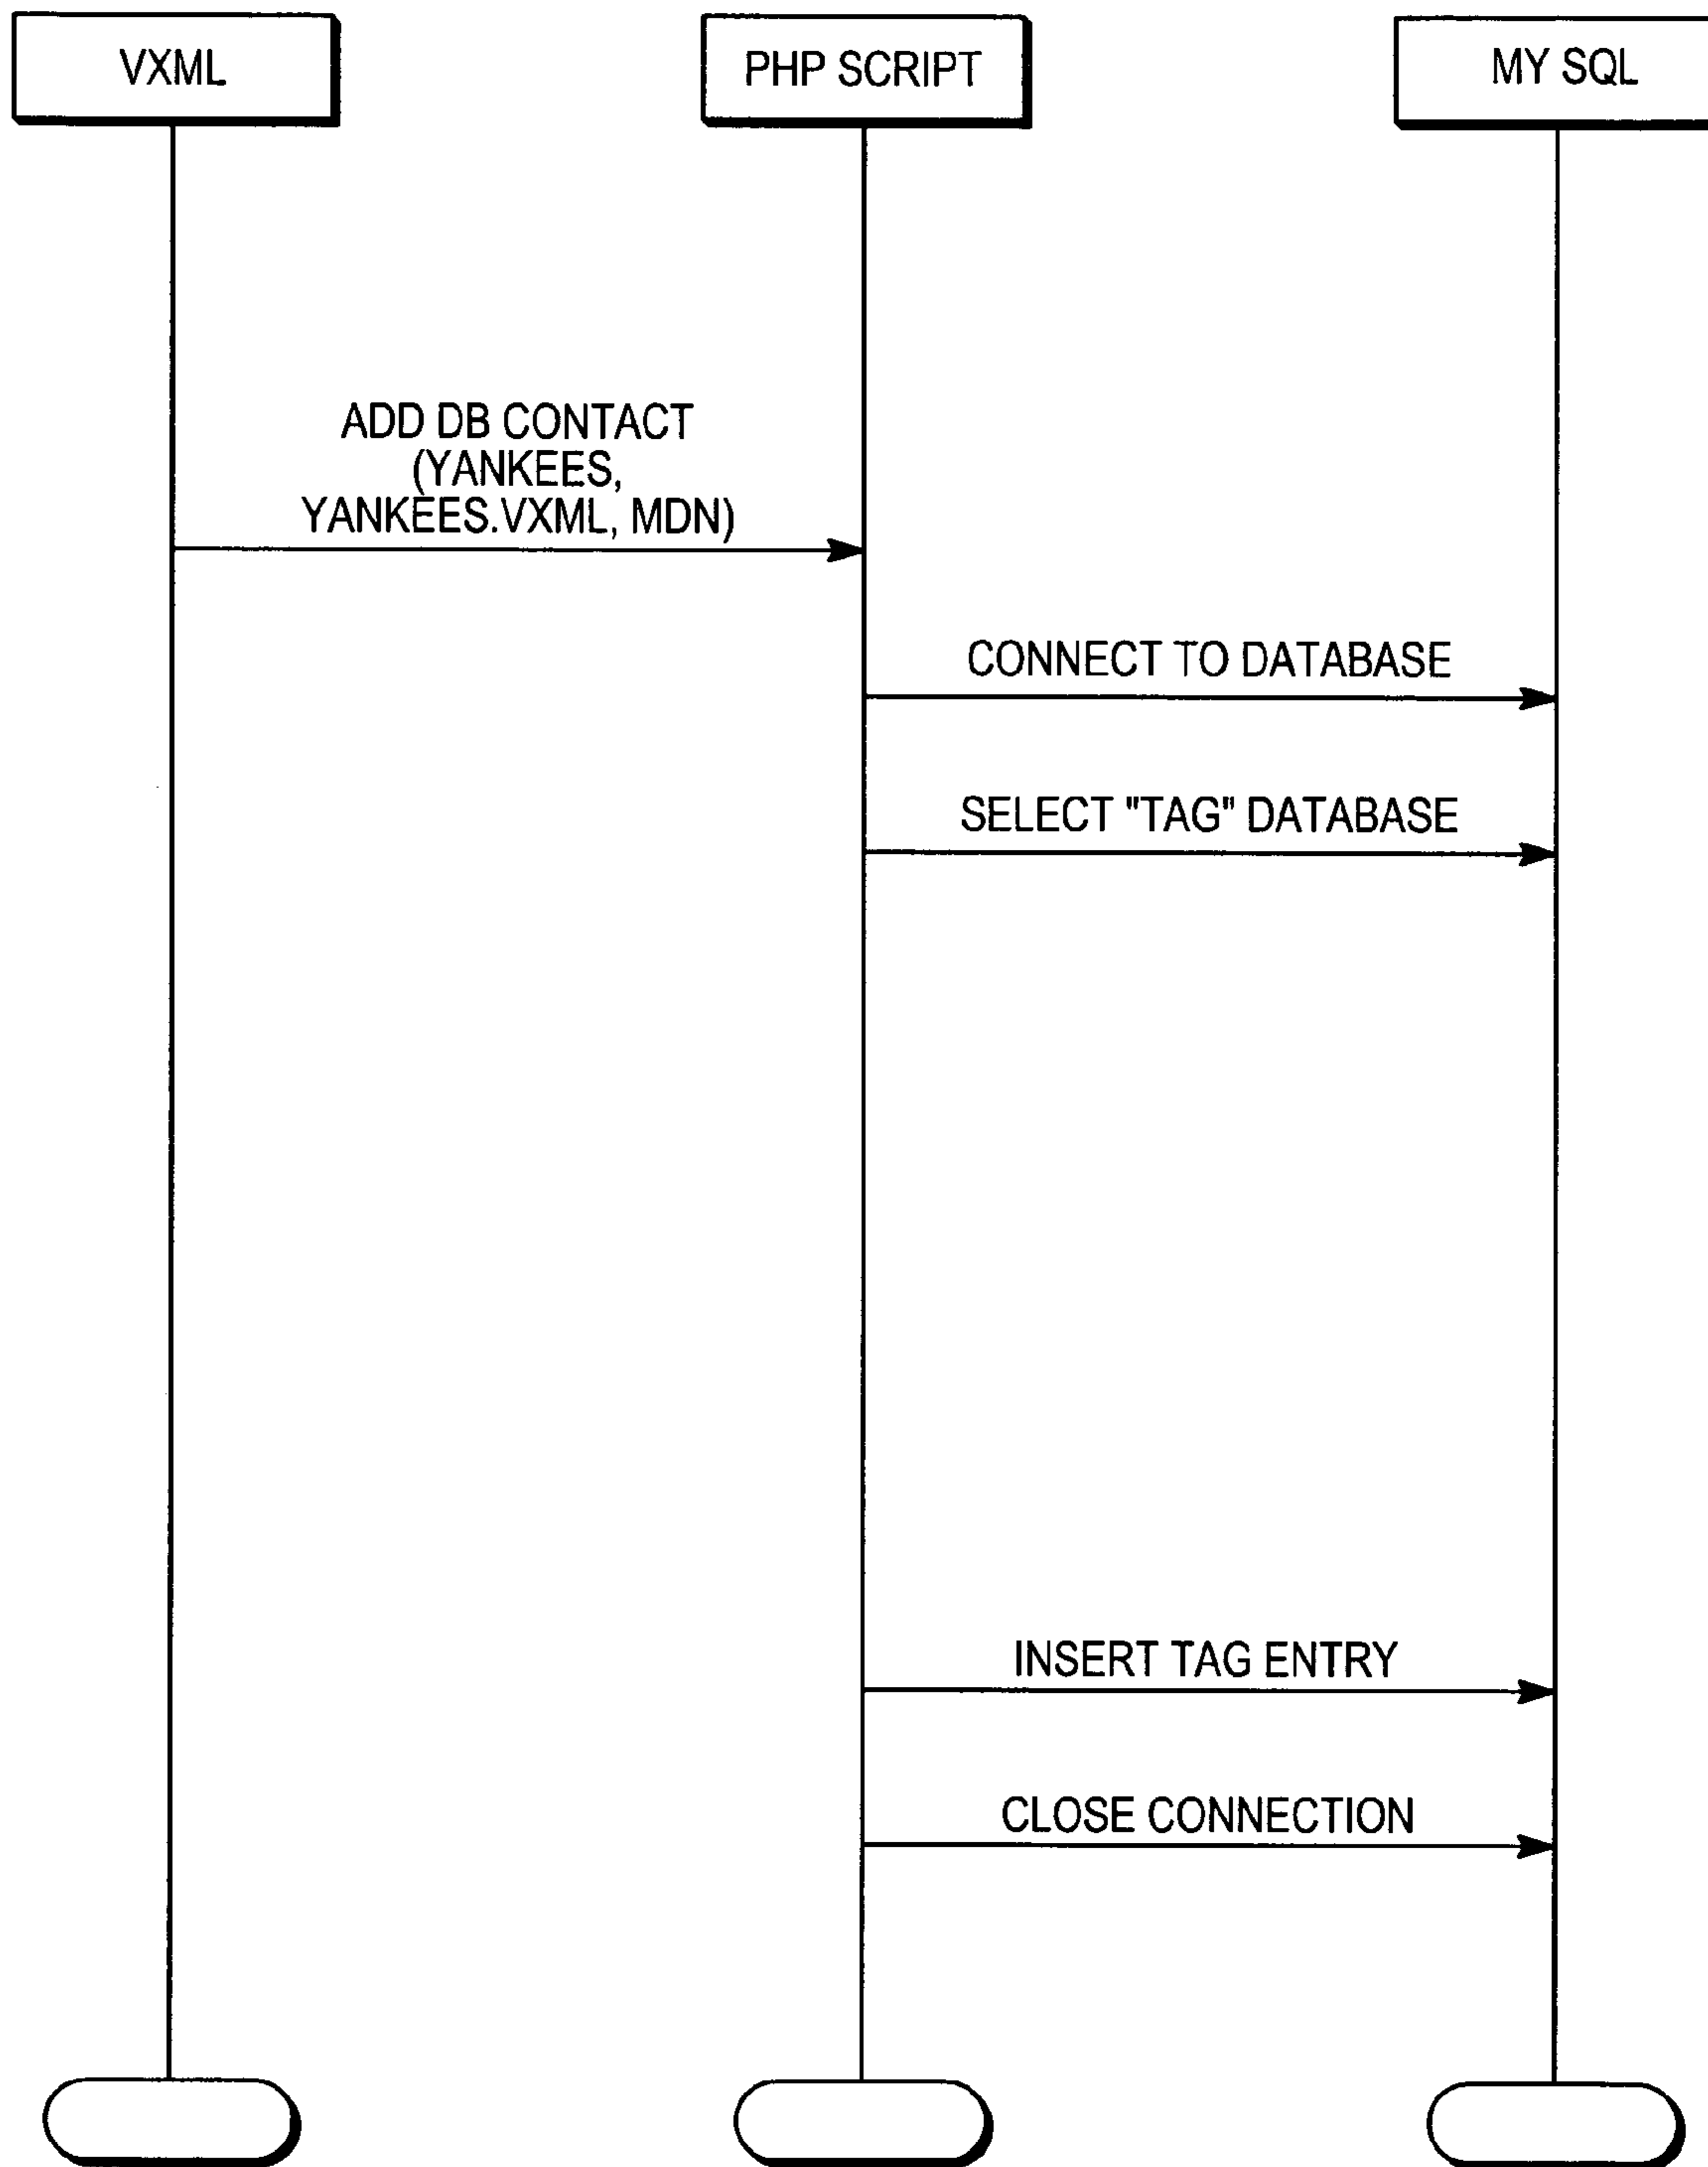 VXML
PHP SCRIPT
MY SQL
ADD DB CONTACT
(YANKEES,
YANKEES.VXML, MDN)
CONNECT TO DATABASE
SELECT "TAG" DATABASE
INSERT TAG ENTRY
CLOSE CONNECTION